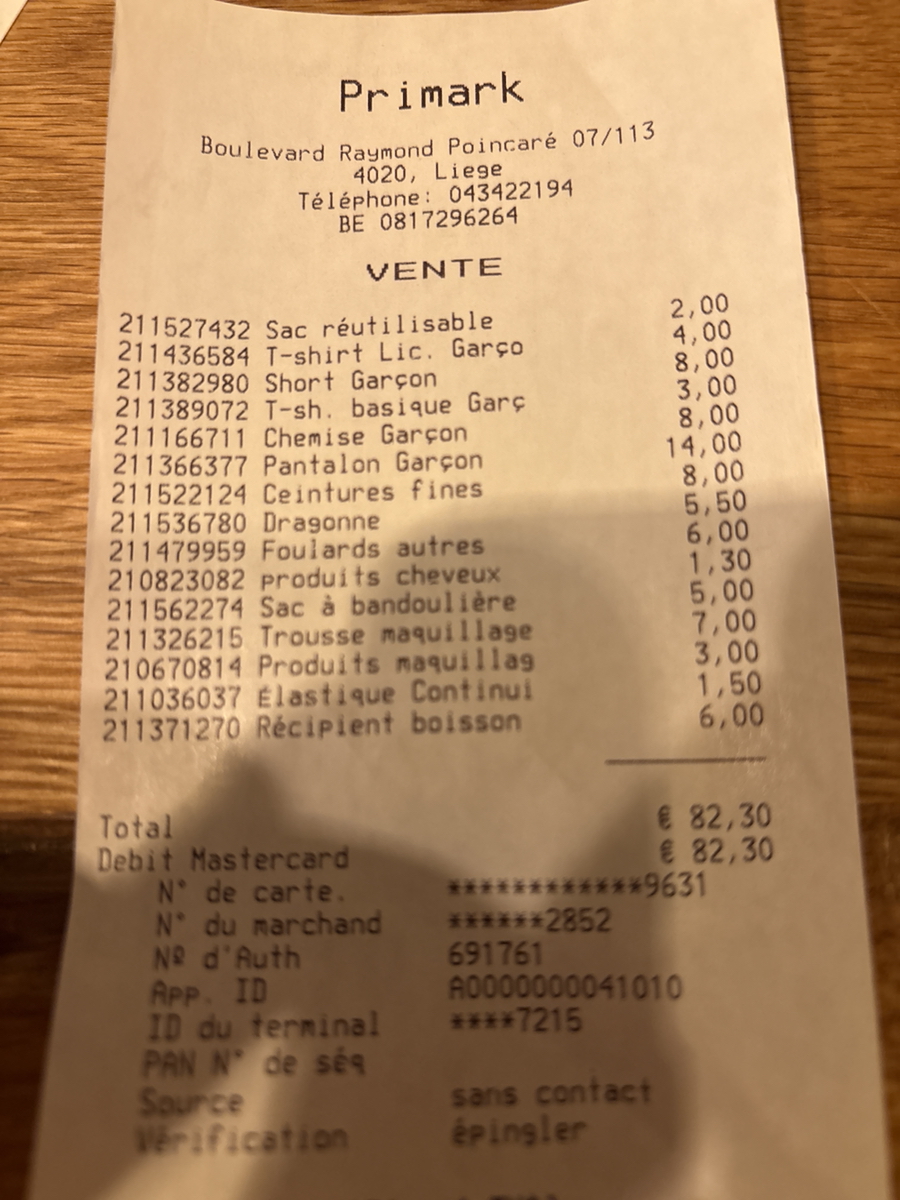 Primark
Boulevard Raymond Poincaré 07/113
4020, Liege
Téléphone: 043422194
BE 0817296264
VENTE
211527432 Sac réutilisable 2,00
211436584 T-shirt Lic. Garço 4,00
211382980 Short Garçon 8,00
211389072 T-sh. basique Garç 3,00
211166711 Chemise Garçon 8,00
211366377 Pantalon Garçon 14,00
211522124 Ceintures fines 8,00
211536780 Dragonne 5,50
211479959 Foulards autres 6,00
210823082 produits cheveux 1,30
211562274 Sac à bandoulière 5,00
211326215 Trousse maquillage 7,00
210670814 Produits maquillag 3,00
211036037 Élastique Continui 1,50
211371270 Récipient boisson 6,00
Total € 82,30
Debit Mastercard € 82,30
N° de carte. ************9631
N° du marchand ******2852
Nº d'Auth 691761
App. ID A0000000041010
ID du terminal ****7215
PAN N° de séq
Source sans contact
Vérification épingler